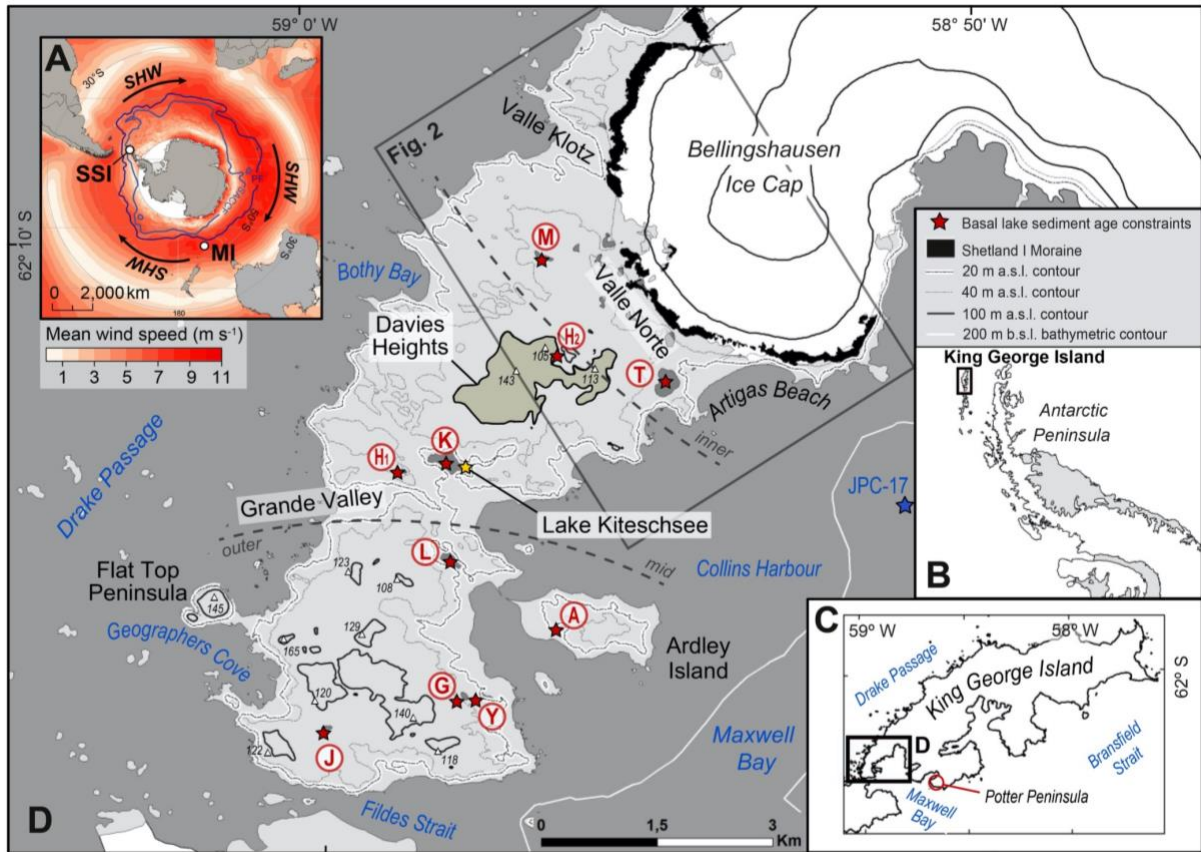 59° 0' W
58° 50' W
62° 10' S
A
30°S
SHW
SHW
SHW
SSI
MI
PF
50°S
30°S
180
0 2,000 km
Mean wind speed (m s⁻¹)
1 3 5 7 9 11
Valle Klotz
Fig. 2
Bellingshausen
Ice Cap
M
Bothy Bay
Valle Norte
Davies
Heights
H₂
105
143
113
T
Artigas Beach
inner
K
H₁
Drake Passage
Grande Valley
Lake Kiteschsee
JPC-17
outer
mid
L
Collins Harbour
Flat Top
Peninsula
145
123
108
Geographers Cove
129
165
A
Ardley
Island
120
G
Y
140
122
J
118
Maxwell
Bay
Fildes Strait
D
0 1,5 3
Km
Basal lake sediment age constraints
Shetland I Moraine
20 m a.s.l. contour
40 m a.s.l. contour
100 m a.s.l. contour
200 m b.s.l. bathymetric contour
King George Island
Antarctic
Peninsula
B
C
59° W
58° W
62° S
Drake Passage
King George Island
D
Bransfield
Strait
Maxwell
Bay
Potter Peninsula